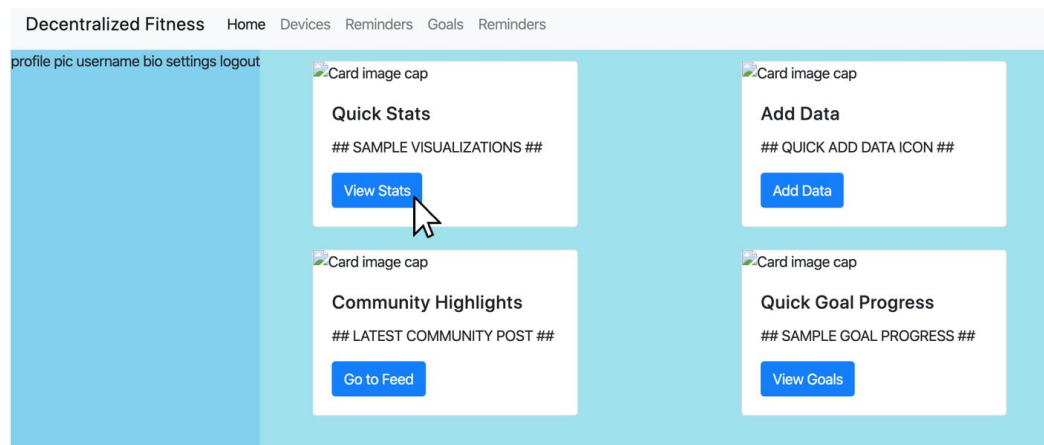 Decentralized Fitness Home Devices Reminders Goals Reminders
profile pic username bio settings logout
Card image cap
Quick Stats
## SAMPLE VISUALIZATIONS ##
View Stats
Card image cap
Add Data
## QUICK ADD DATA ICON ##
Add Data
Card image cap
Community Highlights
## LATEST COMMUNITY POST ##
Go to Feed
Card image cap
Quick Goal Progress
## SAMPLE GOAL PROGRESS ##
View Goals